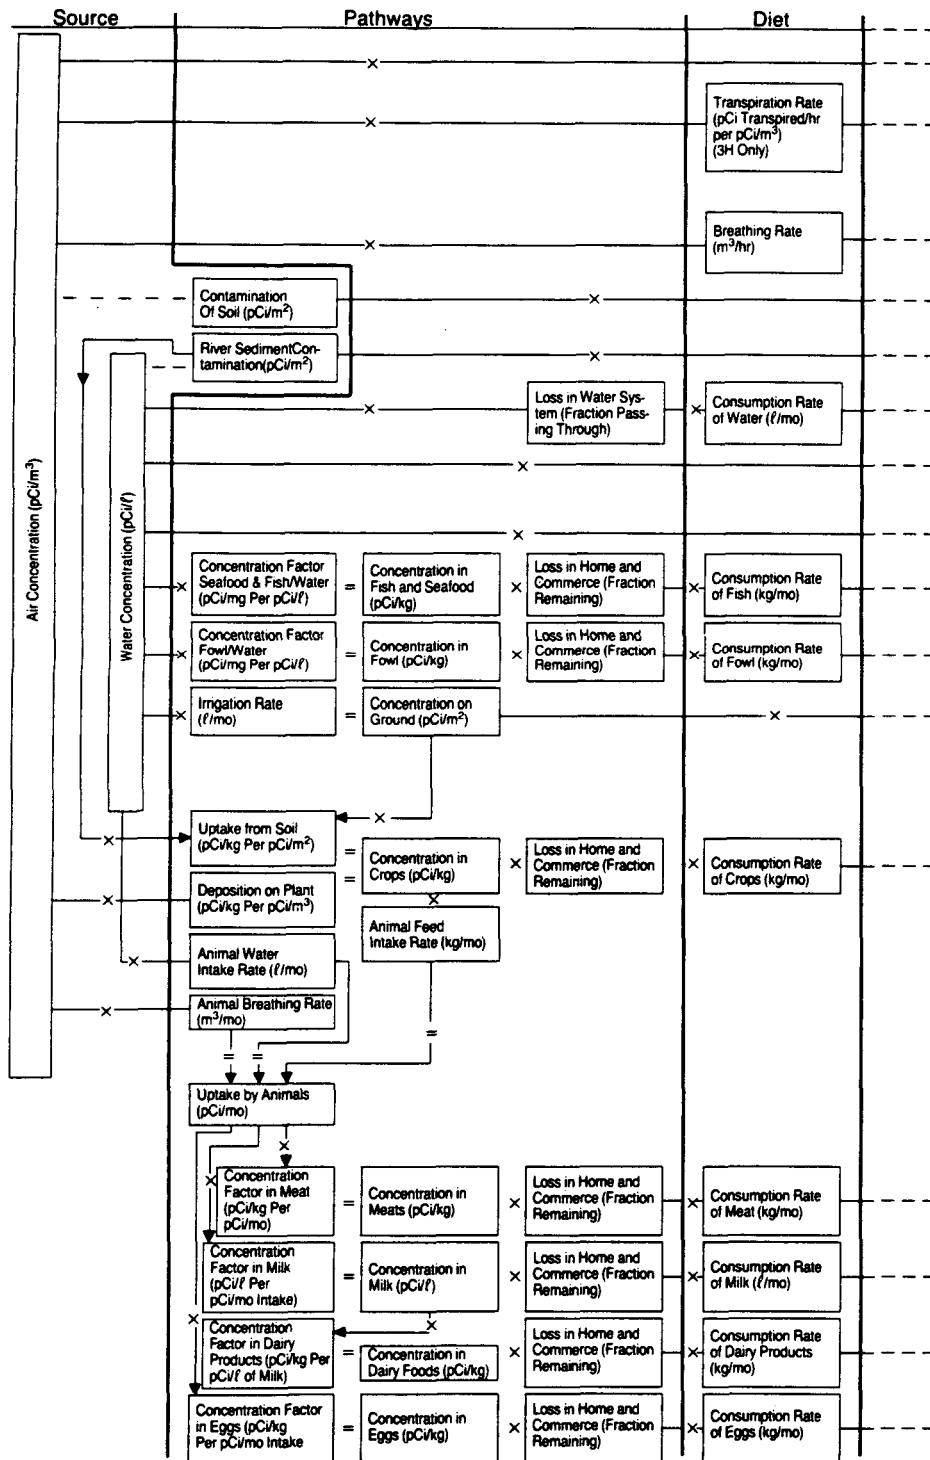 Source
Pathways
Diet
Transpiration Rate
(pCi Transpired/hr
per pCi/m³)
(3H Only)
Breathing Rate
(m³/hr)
Contamination
Of Soil (pCi/m²)
River SedimentCon-
tamination(pCi/m²)
Air Concentration (pCi/m³)
Water Concentration (pCi/ℓ)
Loss in Water Sys-
tem (Fraction Pass-
ing Through)
Consumption Rate
of Water (ℓ/mo)
Concentration Factor
Seafood & Fish/Water
(pCi/mg Per pCi/ℓ)
=
Concentration in
Fish and Seafood
(pCi/kg)
×
Loss in Home and
Commerce (Fraction
Remaining)
×
Consumption Rate
of Fish (kg/mo)
Concentration Factor
Fowl/Water
(pCi/mg Per pCi/ℓ)
=
Concentration in
Fowl (pCi/kg)
×
Loss in Home and
Commerce (Fraction
Remaining)
×
Consumption Rate
of Fowl (kg/mo)
Irrigation Rate
(ℓ/mo)
=
Concentration on
Ground (pCi/m²)
×
Uptake from Soil
(pCi/kg Per pCi/m²)
=
Concentration in
Crops (pCi/kg)
×
Loss in Home and
Commerce (Fraction
Remaining)
×
Consumption Rate
of Crops (kg/mo)
Deposition on Plant
(pCi/kg Per pCi/m³)
=
×
Animal Feed
Intake Rate (kg/mo)
Animal Water
Intake Rate (ℓ/mo)
Animal Breathing Rate
(m³/mo)
= = =
Uptake by Animals
(pCi/mo)
Concentration
Factor in Meat
(pCi/kg Per
pCi/mo)
=
Concentration in
Meats (pCi/kg)
×
Loss in Home and
Commerce (Fraction
Remaining)
×
Consumption Rate
of Meat (kg/mo)
Concentration
Factor in Milk
(pCi/ℓ Per
pCi/mo Intake)
=
Concentration in
Milk (pCi/ℓ)
×
Loss in Home and
Commerce (Fraction
Remaining)
×
Consumption Rate
of Milk (ℓ/mo)
Concentration
Factor in Dairy
Products (pCi/kg Per
pCi/ℓ of Milk)
=
Concentration in
Dairy Foods (pCi/kg)
×
Loss in Home and
Commerce (Fraction
Remaining)
×
Consumption Rate
of Dairy Products
(kg/mo)
Concentration Factor
in Eggs (pCi/kg
Per pCi/mo Intake
=
Concentration in
Eggs (pCi/kg)
×
Loss in Home and
Commerce (Fraction
Remaining)
×
Consumption Rate
of Eggs (kg/mo)